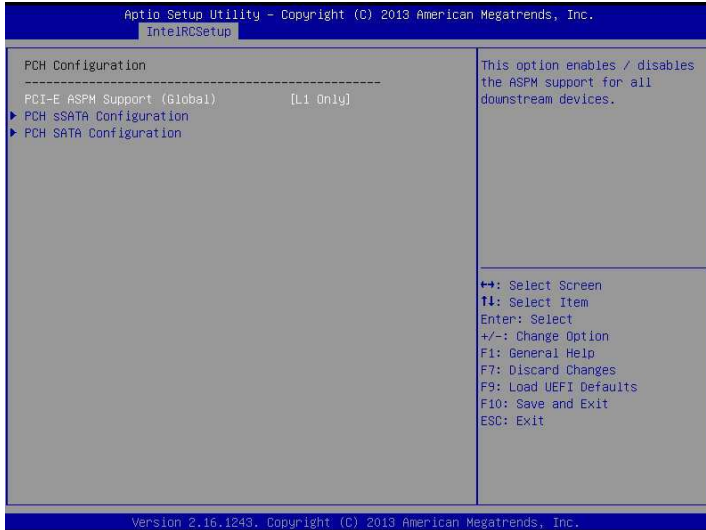 Aptio Setup Utility – Copyright (C) 2013 American Megatrends, Inc.
IntelRCSetup
PCH Configuration
--------------------------------------------------
PCI-E ASPM Support (Global) [L1 Only]
▶ PCH sSATA Configuration
▶ PCH SATA Configuration
This option enables / disables
the ASPM support for all
downstream devices.
↔: Select Screen
↑↓: Select Item
Enter: Select
+/-: Change Option
F1: General Help
F7: Discard Changes
F9: Load UEFI Defaults
F10: Save and Exit
ESC: Exit
Version 2.16.1243. Copyright (C) 2013 American Megatrends, Inc.